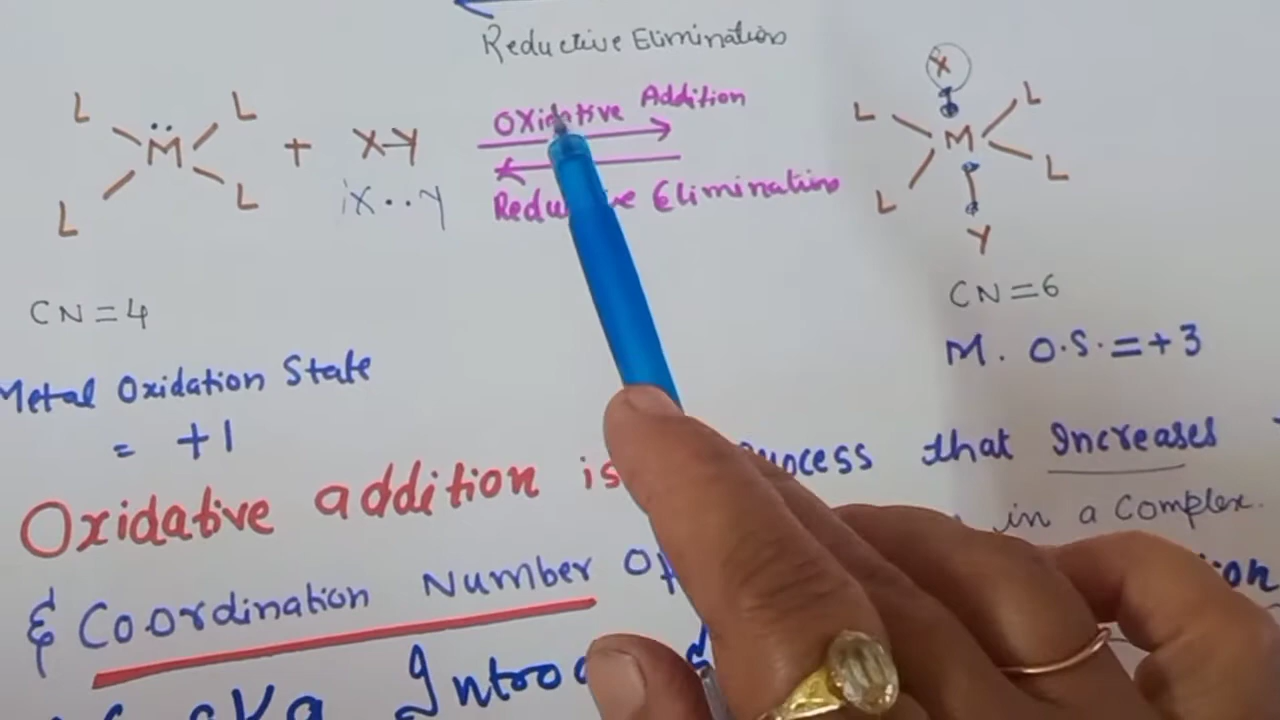 Reductive Elimination
L L M L L + X-Y
Oxidative Addition
Reductive Elimination
X..Y
X
L L M L L
Y
CN=4
CN=6
Metal Oxidation State
= +1
M. O.S. = +3
Oxidative addition is process that Increases
in a Complex.
& Coordination Number of